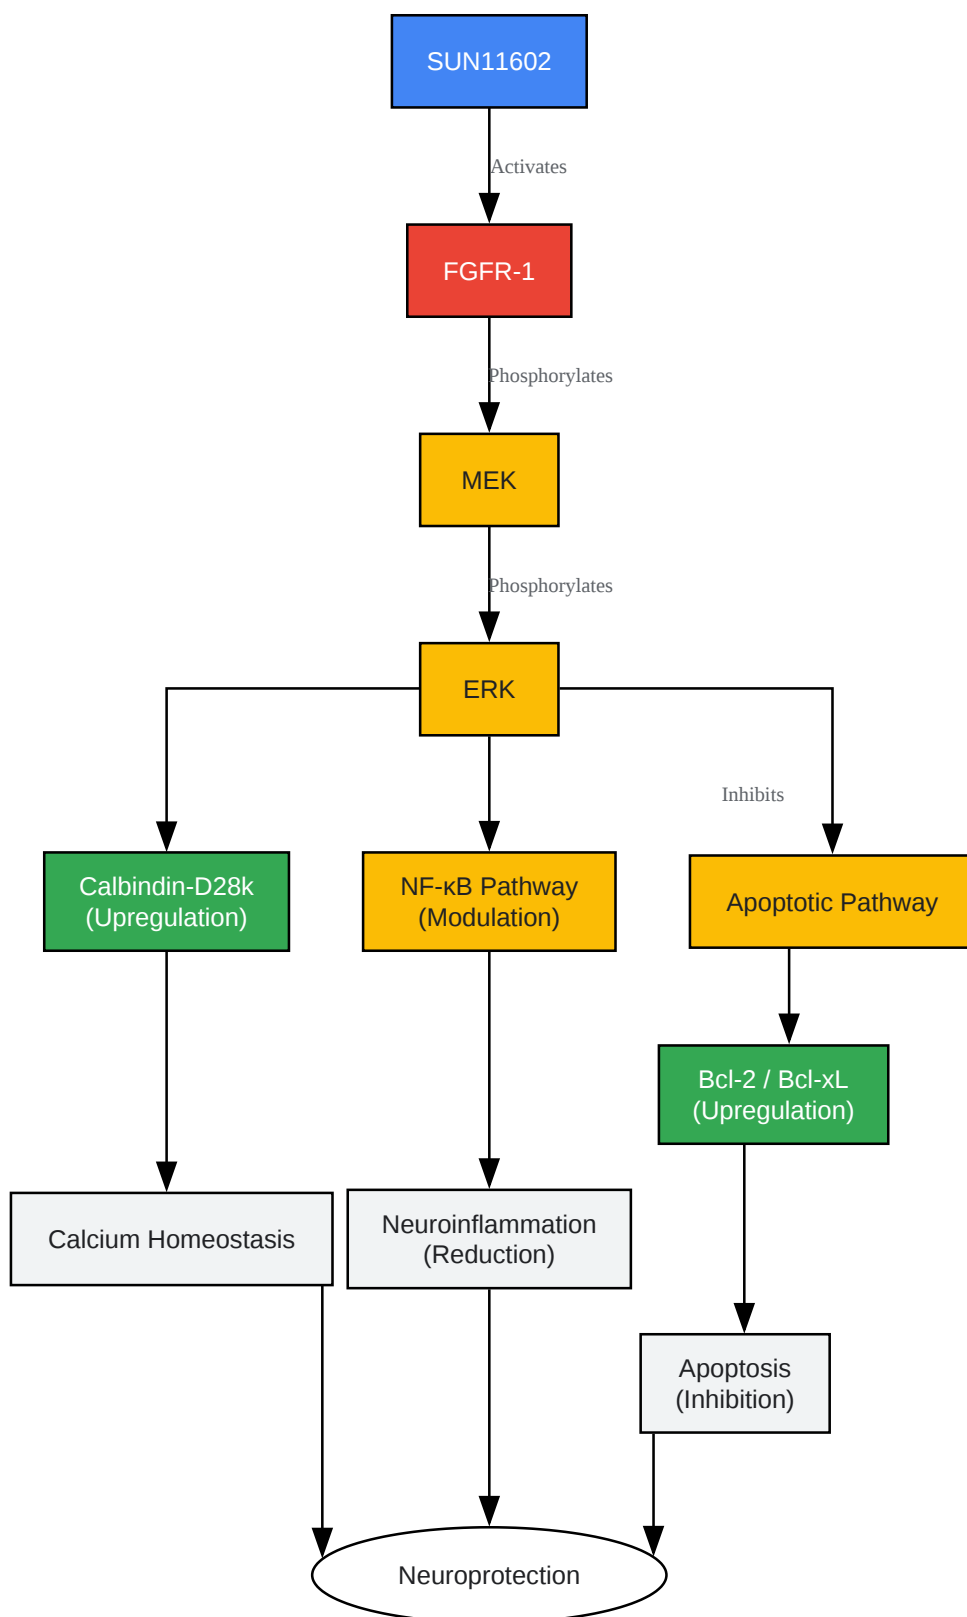 SUN11602
Activates
FGFR-1
Phosphorylates
MEK
Phosphorylates
ERK
Inhibits
Calbindin-D28k
(Upregulation)
NF-κB Pathway
(Modulation)
Apoptotic Pathway
Bcl-2 / Bcl-xL
(Upregulation)
Calcium Homeostasis
Neuroinflammation
(Reduction)
Apoptosis
(Inhibition)
Neuroprotection